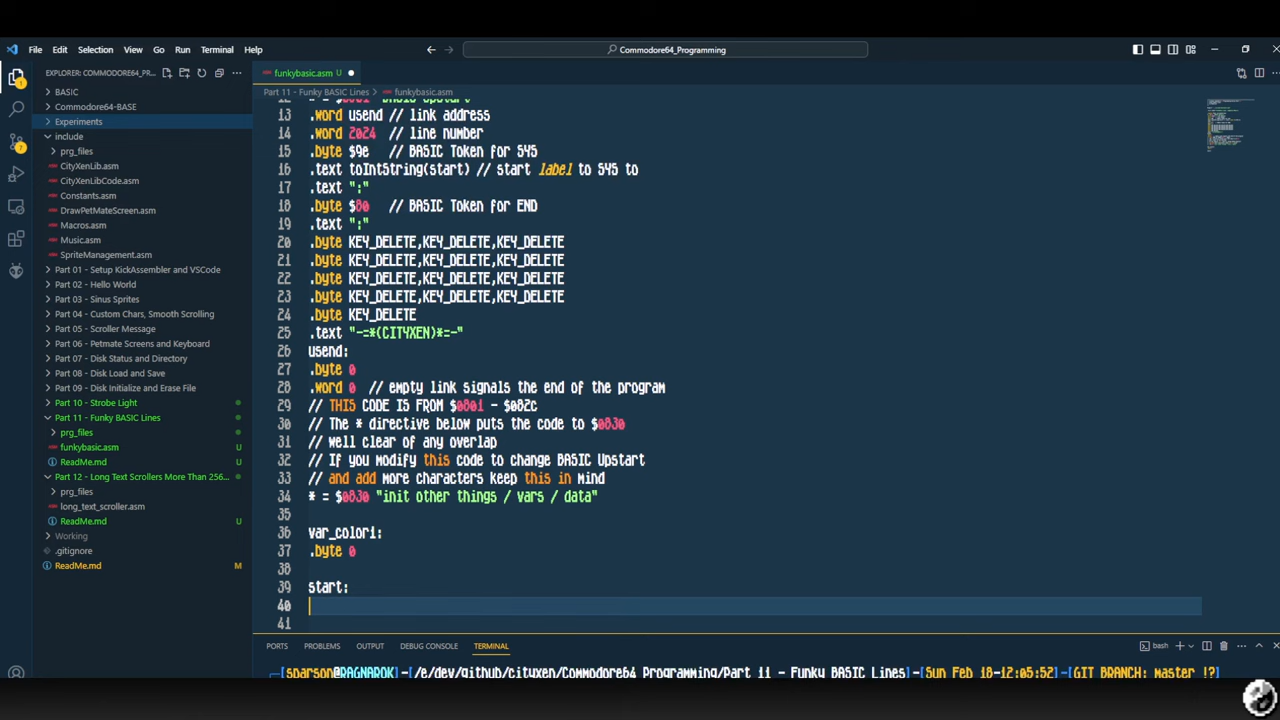 File Edit Selection View Go Run Terminal Help
Commodore64_Programming
EXPLORER: COMMODORE64_PR...
funkybasic.asm U
BASIC
Commodore64-BASE
Experiments
include
prg_files
CityXenLib.asm
CityXenLibCode.asm
Constants.asm
DrawPetMateScreen.asm
Macros.asm
Music.asm
SpriteManagement.asm
Part 01 - Setup KickAssembler and VSCode
Part 02 - Hello World
Part 03 - Sinus Sprites
Part 04 - Custom Chars, Smooth Scrolling
Part 05 - Scroller Message
Part 06 - Petmate Screens and Keyboard
Part 07 - Disk Status and Directory
Part 08 - Disk Load and Save
Part 09 - Disk Initialize and Erase File
Part 10 - Strobe Light
Part 11 - Funky BASIC Lines
prg_files
funkybasic.asm U
ReadMe.md U
Part 12 - Long Text Scrollers More Than 256...
prg_files
long_text_scroller.asm
ReadMe.md U
Working
.gitignore
ReadMe.md M
Part 11 - Funky BASIC Lines > funkybasic.asm
12 * = $0801 "BASIC Upstart"
13 .word usend // link address
14 .word 2024 // line number
15 .byte $9e // BASIC Token for SYS
16 .text toIntString(start) // start label to SYS to
17 .text ":"
18 .byte $80 // BASIC Token for END
19 .text ":"
20 .byte KEY_DELETE,KEY_DELETE,KEY_DELETE
21 .byte KEY_DELETE,KEY_DELETE,KEY_DELETE
22 .byte KEY_DELETE,KEY_DELETE,KEY_DELETE
23 .byte KEY_DELETE,KEY_DELETE,KEY_DELETE
24 .byte KEY_DELETE
25 .text "-=*(CITYXEN)*=-"
26 usend:
27 .byte 0
28 .word 0 // empty link signals the end of the program
29 // THIS CODE IS FROM $0801 - $082c
30 // The * directive below puts the code to $0830
31 // well clear of any overlap
32 // If you modify this code to change BASIC Upstart
33 // and add more characters keep this in mind
34 * = $0830 "init other things / vars / data"
35
36 var_color1:
37 .byte 0
38
39 start:
40
41
PORTS PROBLEMS OUTPUT DEBUG CONSOLE TERMINAL
bash
[sparson@RAGNAROK]-[/e/dev/github/cityxen/Commodore64_Programming/Part 11 - Funky BASIC Lines]-[Sun Feb 18-12:05:52]-[GIT BRANCH: master !?]